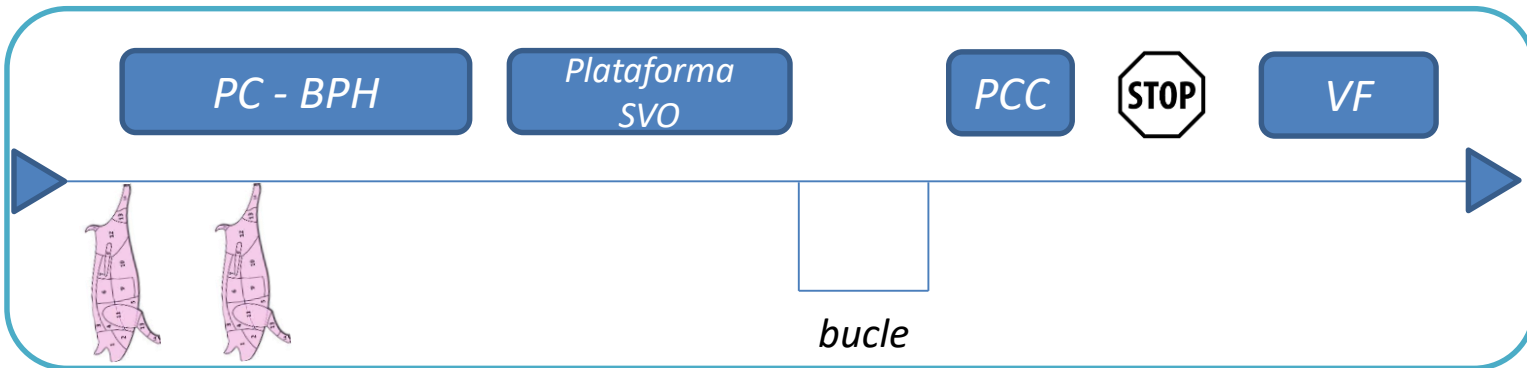 PC - BPH
Plataforma
SVO
PCC
STOP
VF
bucle